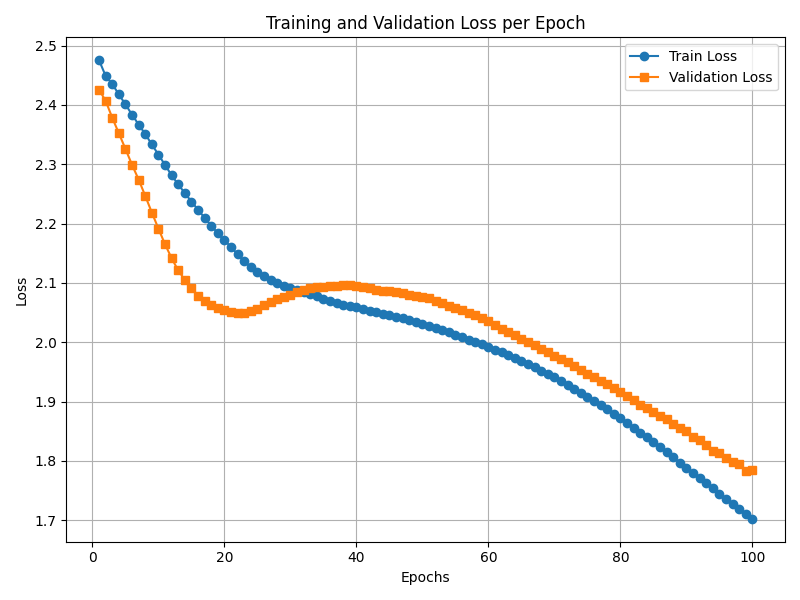 Training and Validation Loss per Epoch
Train Loss
Validation Loss
2.5
2.4
2.3
2.2
2.1
2.0
1.9
1.8
1.7
Loss
0 20 40 60 80 100
Epochs